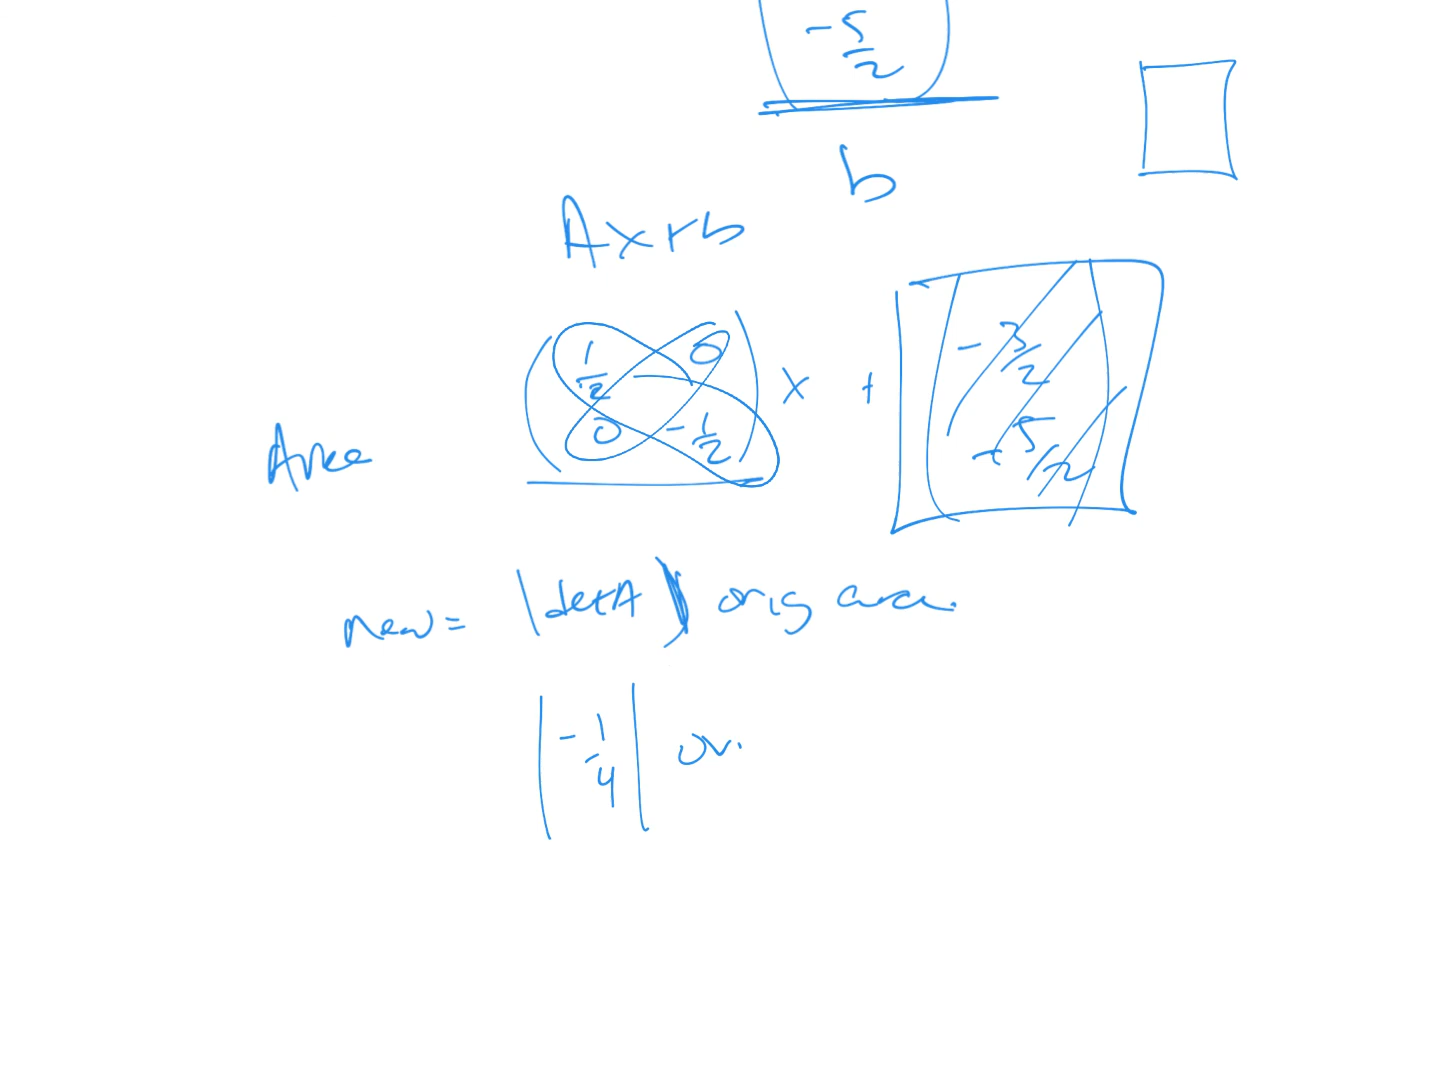 -5/2
b
Ax+b
(1/2 0
0 -1/2) x + (-3/2
+5/2)
Area
new = |det A| orig area.
|-1/4| or.